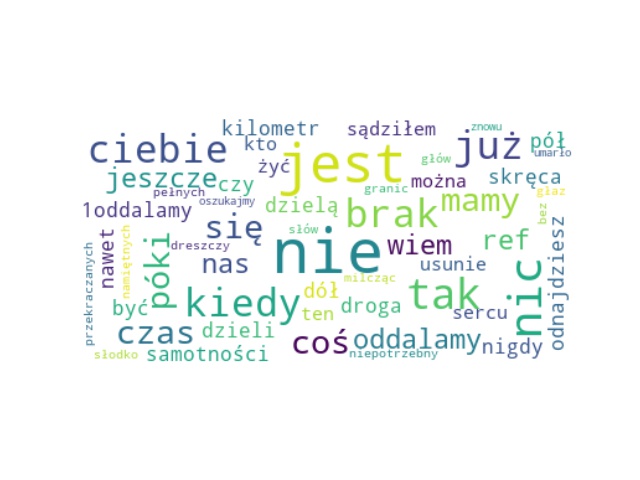 kilometr sądziłem znowu
ciebie kto jest głów już pół umarło
żyć
jeszcze czy można skręca
pełnych granic głaz
1oddalamy oszukajmy dzielą brak mamy bez
się słów
nawet namiętnych póki dreszczy nas nie wiem ref
usunie nic odnajdziesz
milcząc
przekraczanych być kiedy dół ten droga tak sercu
czas dzieli coś oddalamy nigdy
słodko samotności niepotrzebny